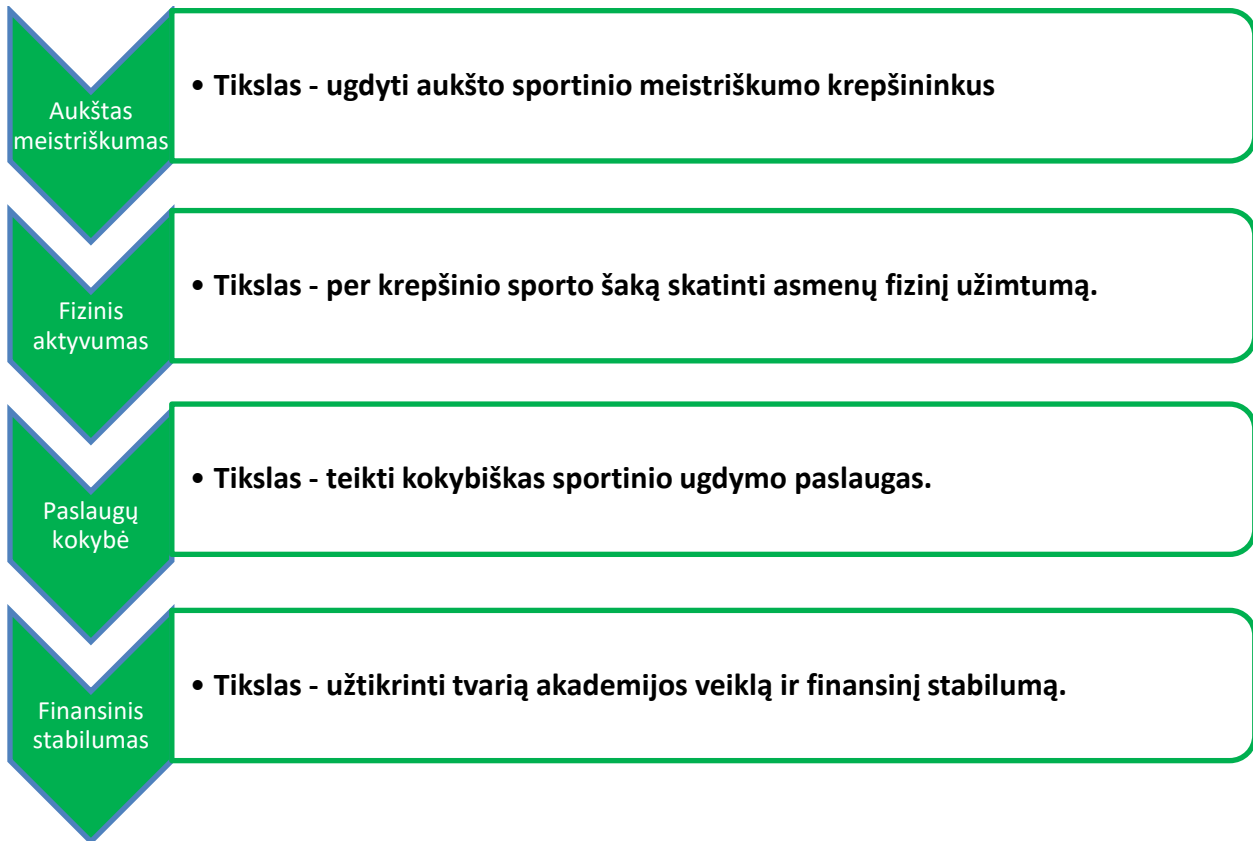 Aukštas
meistriškumas
• Tikslas - ugdyti aukšto sportinio meistriškumo krepšininkus
Fizinis
aktyvumas
• Tikslas - per krepšinio sporto šaką skatinti asmenų fizinį užimtumą.
Paslaugų
kokybė
• Tikslas - teikti kokybiškas sportinio ugdymo paslaugas.
Finansinis
stabilumas
• Tikslas - užtikrinti tvarią akademijos veiklą ir finansinį stabilumą.